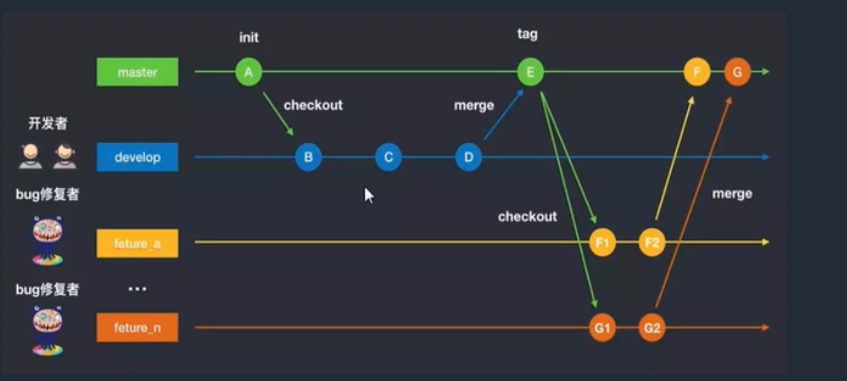 init
tag
master
A
E
F
G
checkout
merge
开发者
develop
B
C
D
bug修复者
merge
checkout
feture_a
F1
F2
bug修复者
...
feture_n
G1
G2